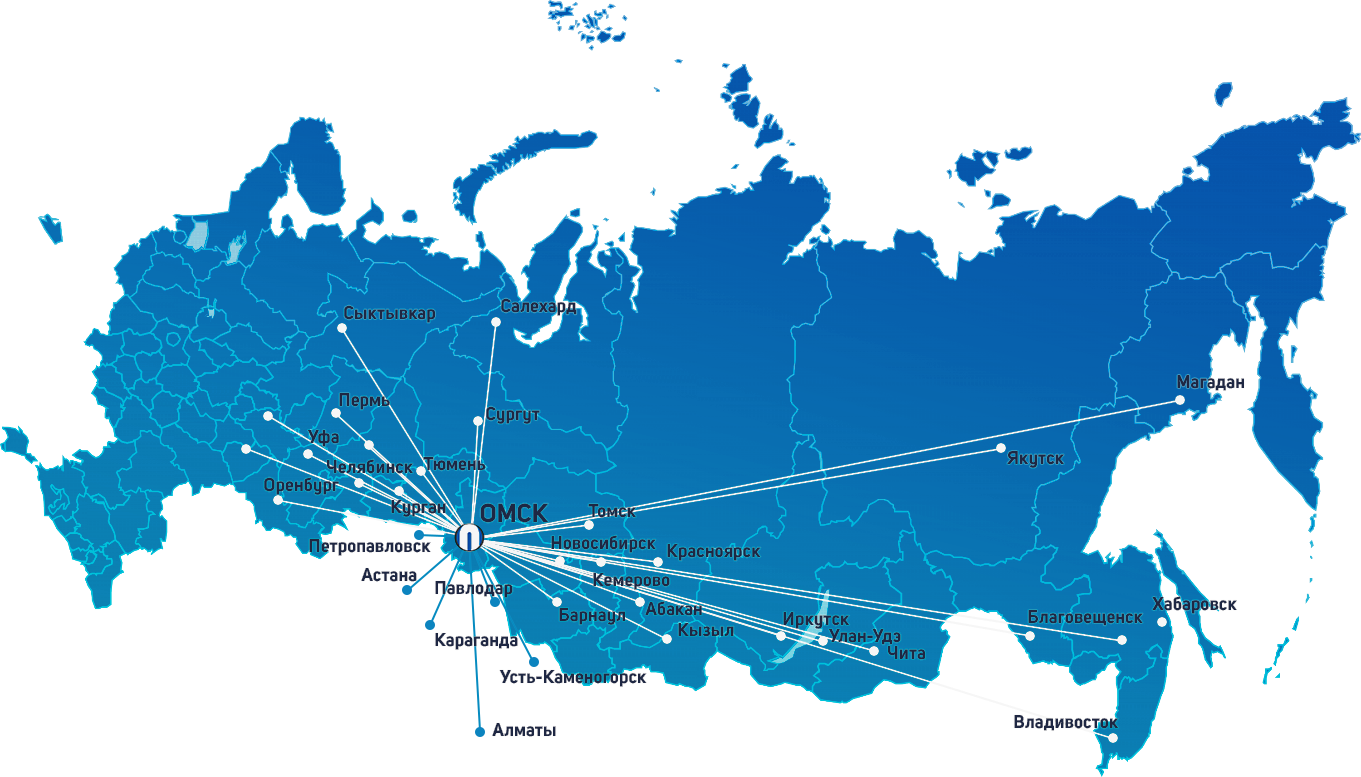 Салехард
Сыктывкар
Магадан
Пермь
Сургут
Уфа
Якутск
Челябинск
Тюмень
Оренбург
Курган
ОМСК
Томск
Петропавловск
Новосибирск
Красноярск
Астана
Кемерово
Павлодар
Абакан
Хабаровск
Барнаул
Иркутск
Благовещенск
Кызыл
Улан-Удэ
Караганда
Чита
Усть-Каменогорск
Владивосток
Алматы